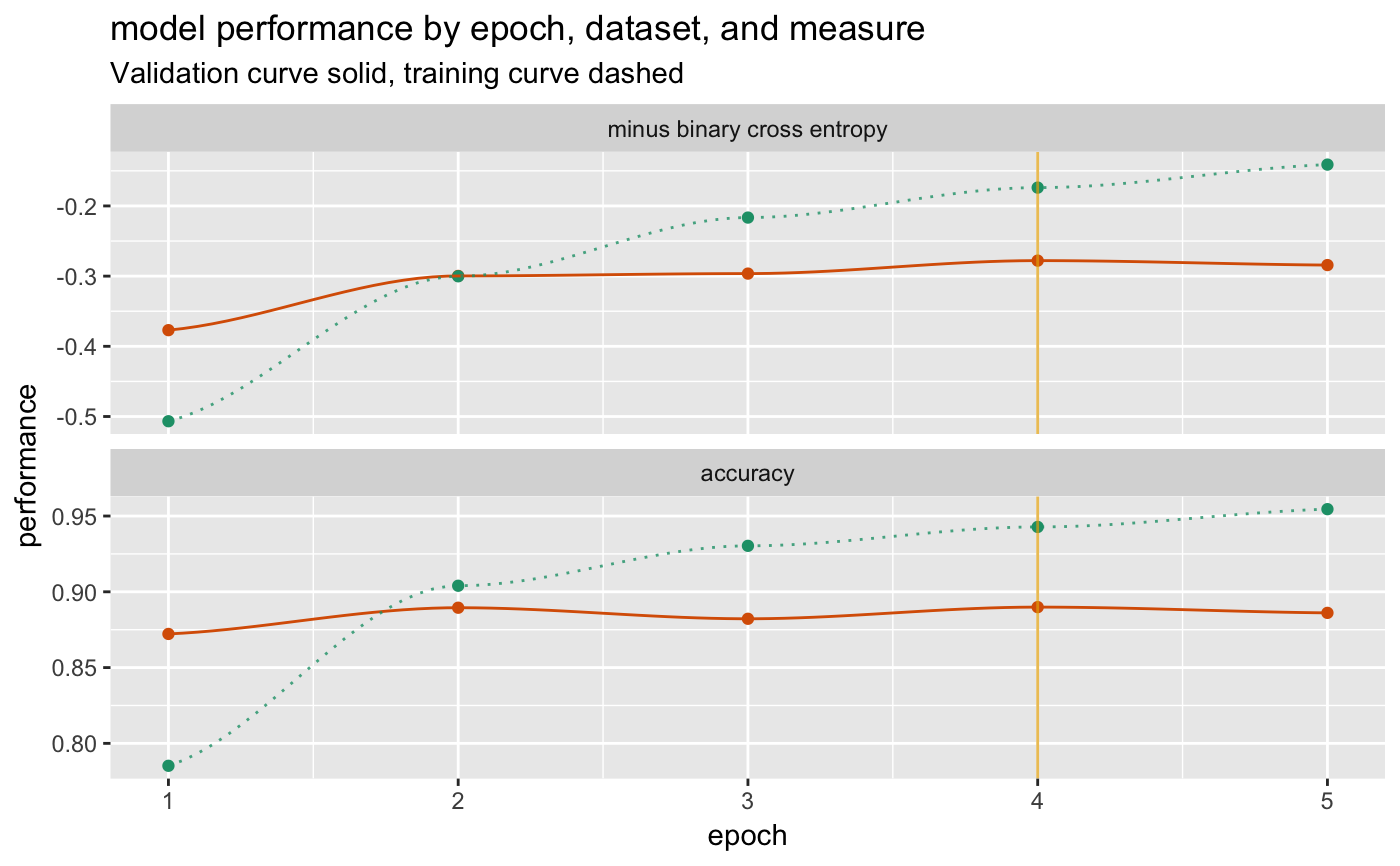 model performance by epoch, dataset, and measure
Validation curve solid, training curve dashed
minus binary cross entropy
-0.2
-0.3
-0.4
-0.5
performance
accuracy
0.95
0.90
0.85
0.80
1 2 3 4 5
epoch